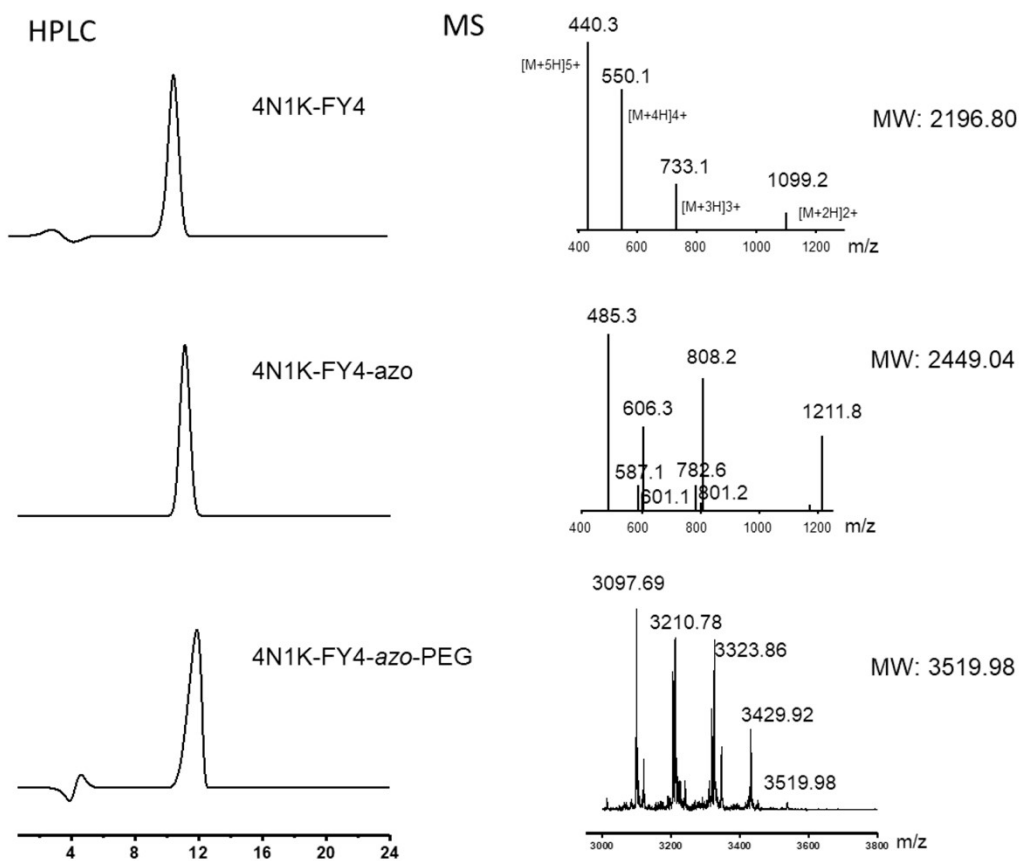 HPLC
MS
4N1K-FY4
440.3
[M+5H]5+
550.1
[M+4H]4+
733.1
[M+3H]3+
1099.2
[M+2H]2+
MW: 2196.80
400 600 800 1000 1200 m/z
4N1K-FY4-azo
485.3
808.2
606.3
1211.8
587.1 782.6
601.1 801.2
MW: 2449.04
400 600 800 1000 1200 m/z
4N1K-FY4-azo-PEG
3097.69
3210.78
3323.86
3429.92
3519.98
MW: 3519.98
4 8 12 16 20 24
3000 3200 3400 3600 3800 m/z